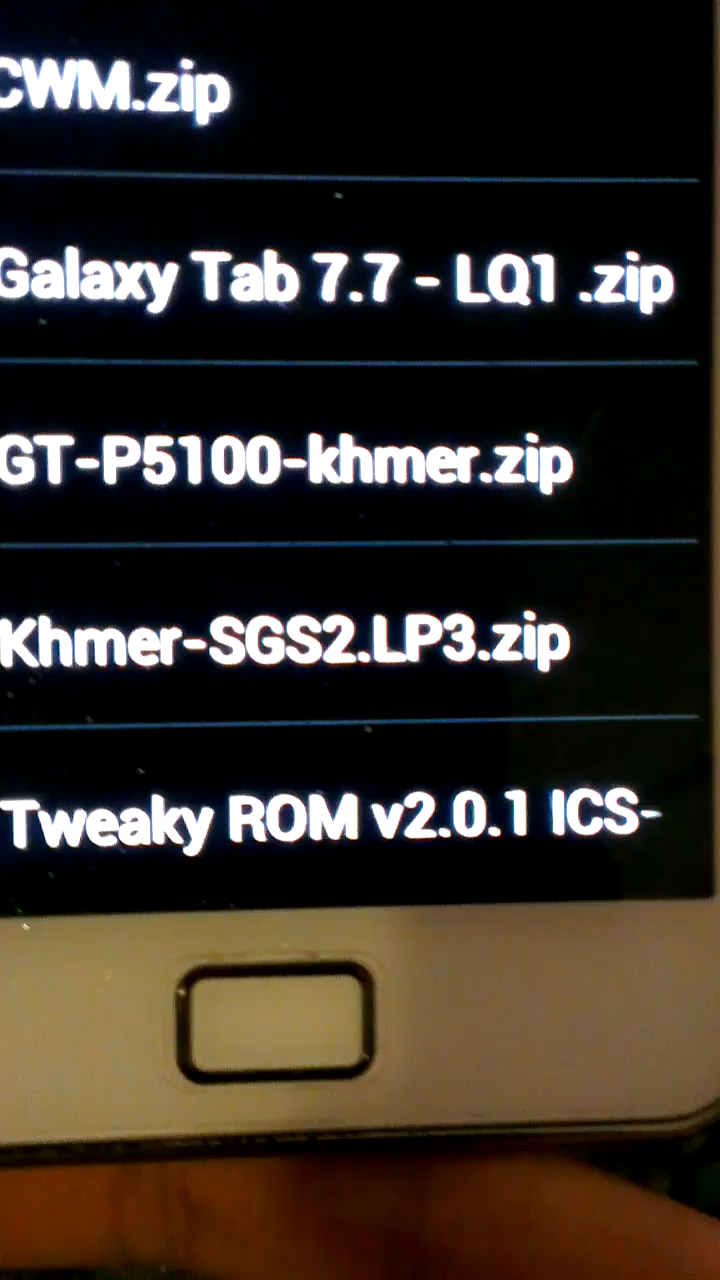 CWM.zip
Galaxy Tab 7.7 - LQ1 .zip
GT-P5100-khmer.zip
Khmer-SGS2.LP3.zip
Tweaky ROM v2.0.1 ICS-